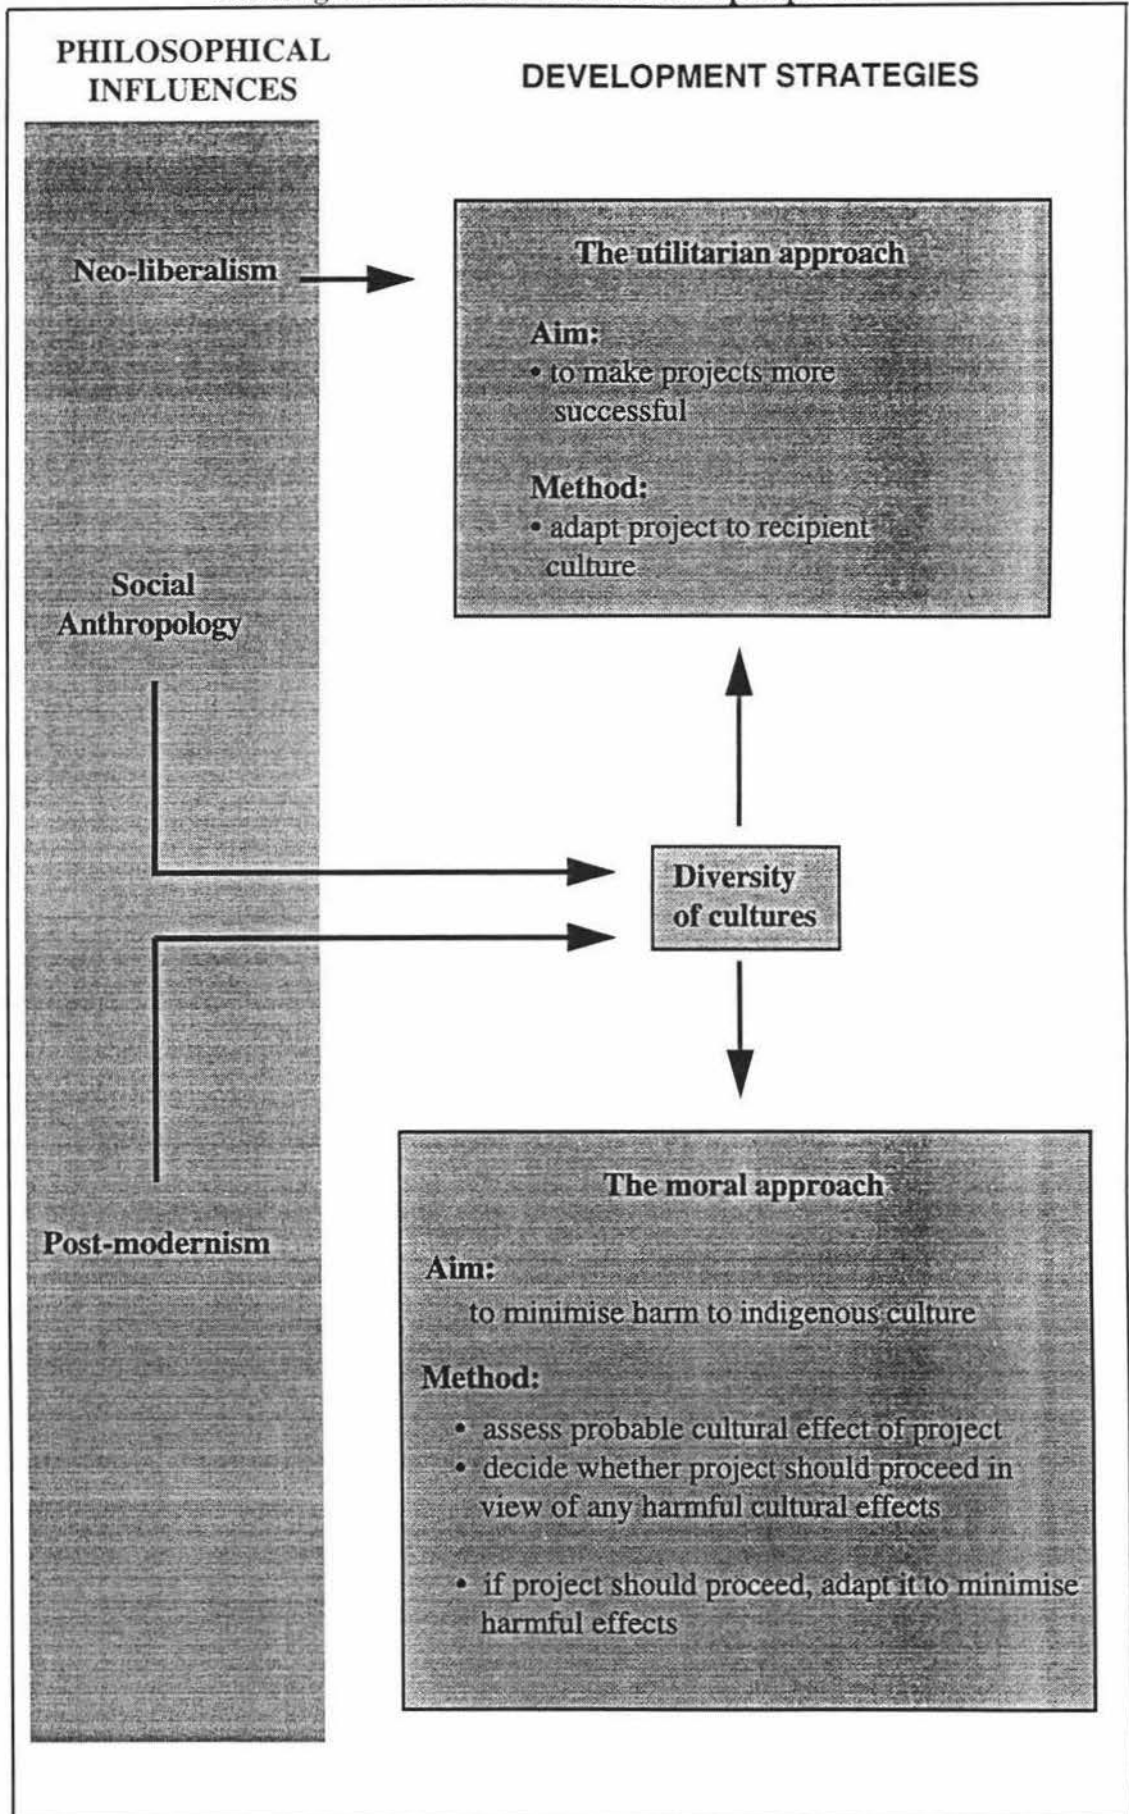 PHILOSOPHICAL
INFLUENCES
DEVELOPMENT STRATEGIES
Neo-liberalism
The utilitarian approach
Aim:
• to make projects more
successful
Method:
• adapt project to recipient
culture
Social
Anthropology
Diversity
of cultures
Post-modernism
The moral approach
Aim:
to minimise harm to indigenous culture
Method:
• assess probable cultural effect of project
• decide whether project should proceed in
view of any harmful cultural effects
• if project should proceed, adapt it to minimise
harmful effects